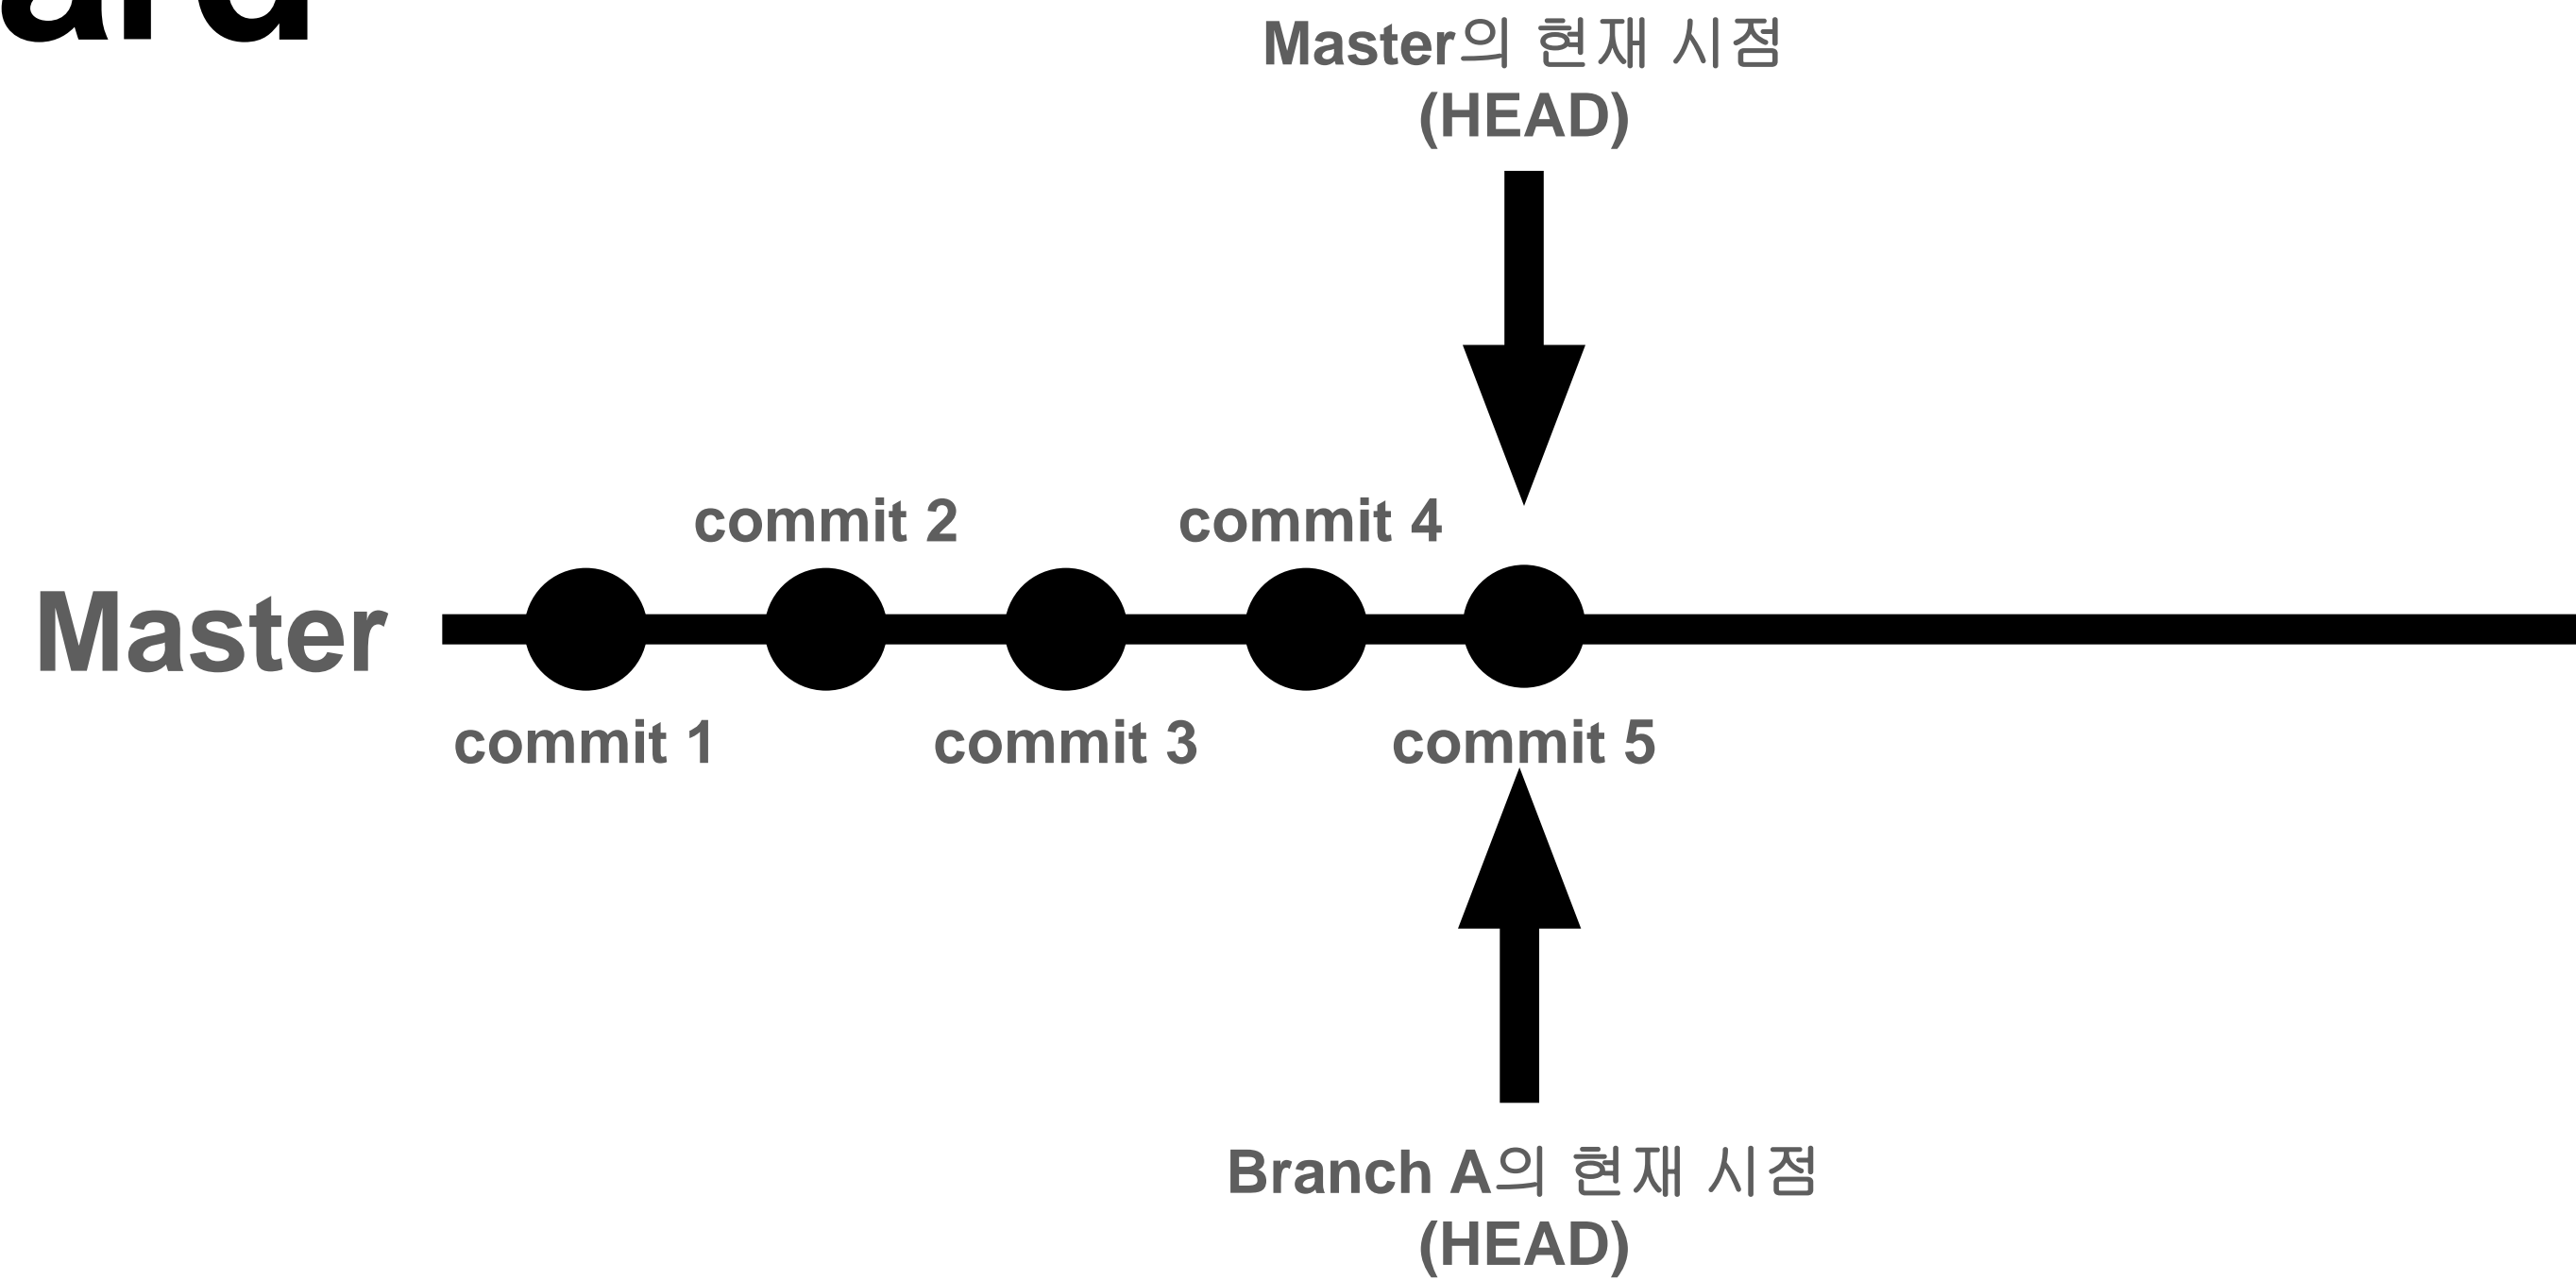 ard
Master의 현재 시점
(HEAD)
commit 2
commit 4
Master
commit 1
commit 3
commit 5
Branch A의 현재 시점
(HEAD)